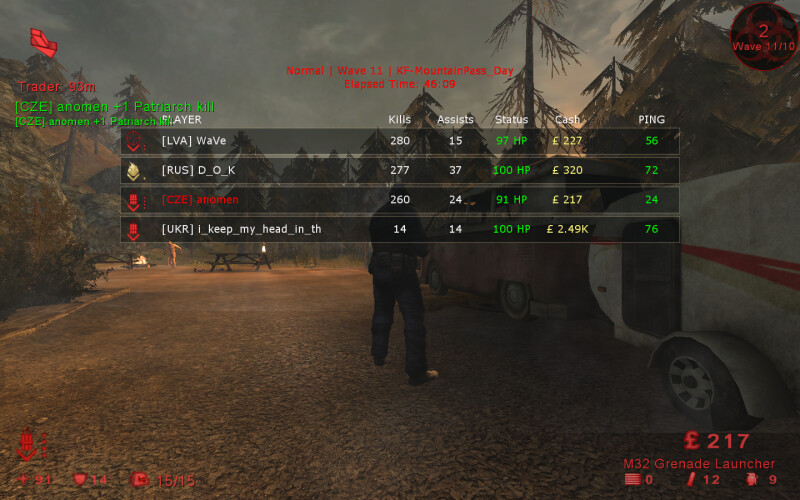 2
Wave 11/10
Normal | Wave 11 | KF-MountainPass_Day
Elapsed Time: 46:09
Trader: 93m
[CZE] anomen +1 Patriarch kill
[CZE] anomen +1 Patriarch kill
PLAYER Kills Assists Status Cash PING
[LVA] WaVe 280 15 97 HP £ 227 56
[RUS] D_O_K 277 37 100 HP £ 320 72
[CZE] anomen 260 24 91 HP £ 217 24
[UKR] i_keep_my_head_in_th 14 14 100 HP £ 2.49K 76
£ 217
M32 Grenade Launcher
+ 91 14 15/15 0 12 9